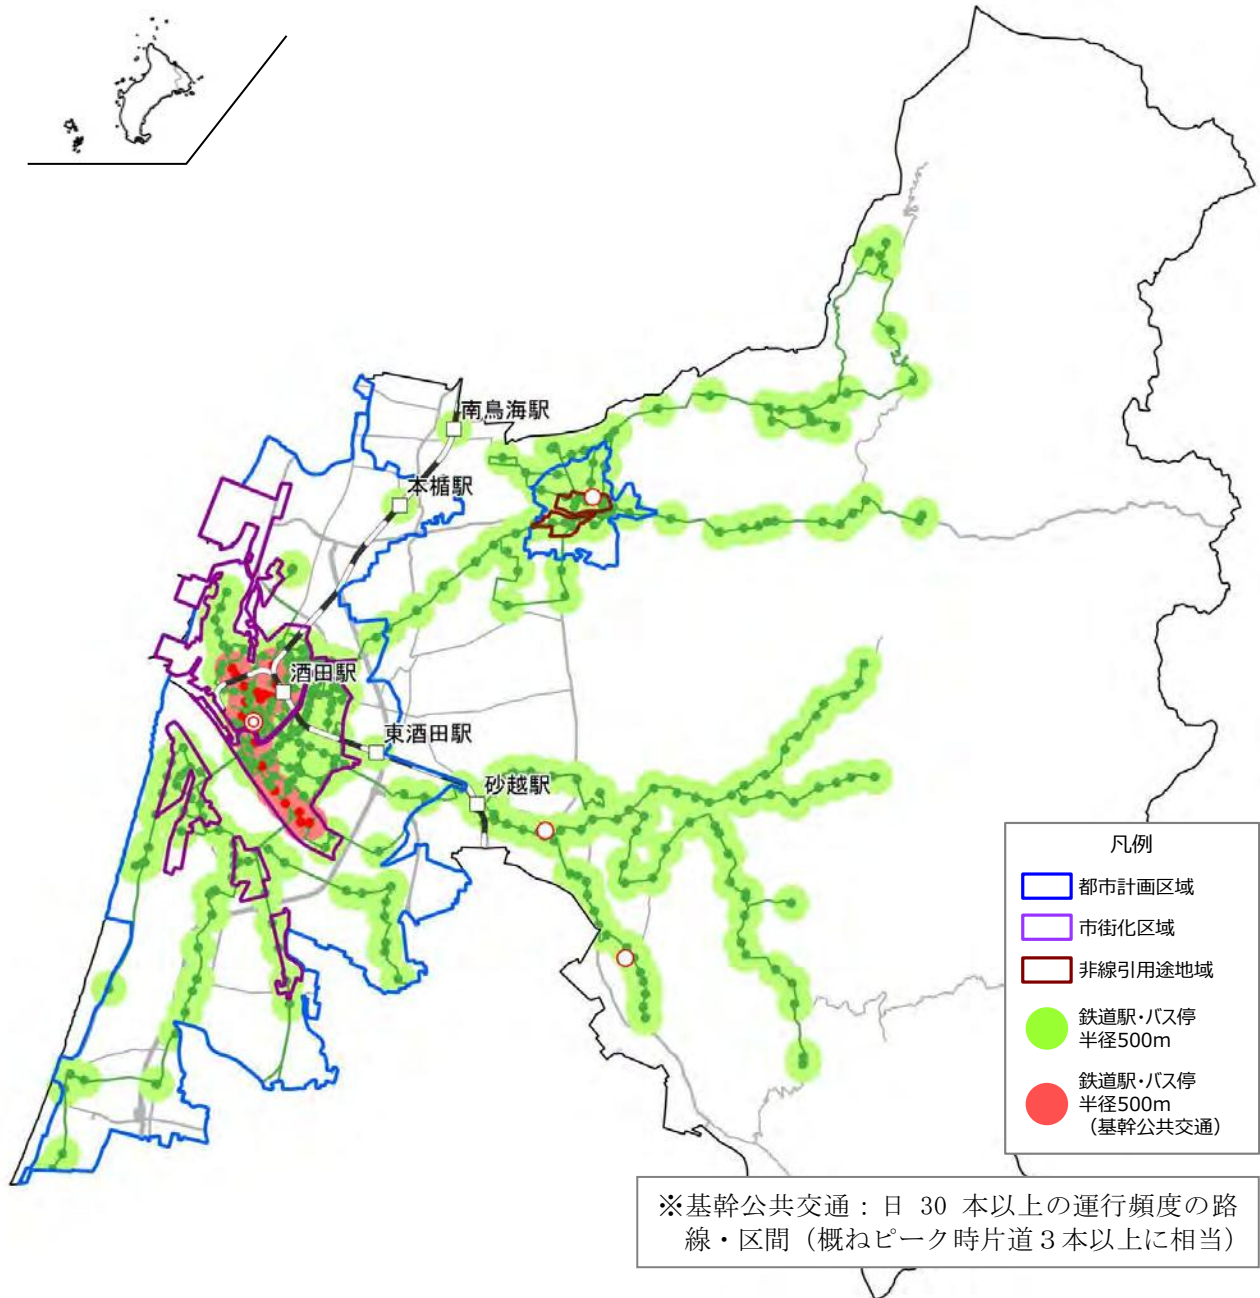 南鳥海駅
本楯駅
酒田駅
東酒田駅
砂越駅
凡例
都市計画区域
市街化区域
非線引用途地域
鉄道駅・バス停
半径500m
鉄道駅・バス停
半径500m
（基幹公共交通）
※基幹公共交通：日 30 本以上の運行頻度の路
線・区間（概ねピーク時片道３本以上に相当）